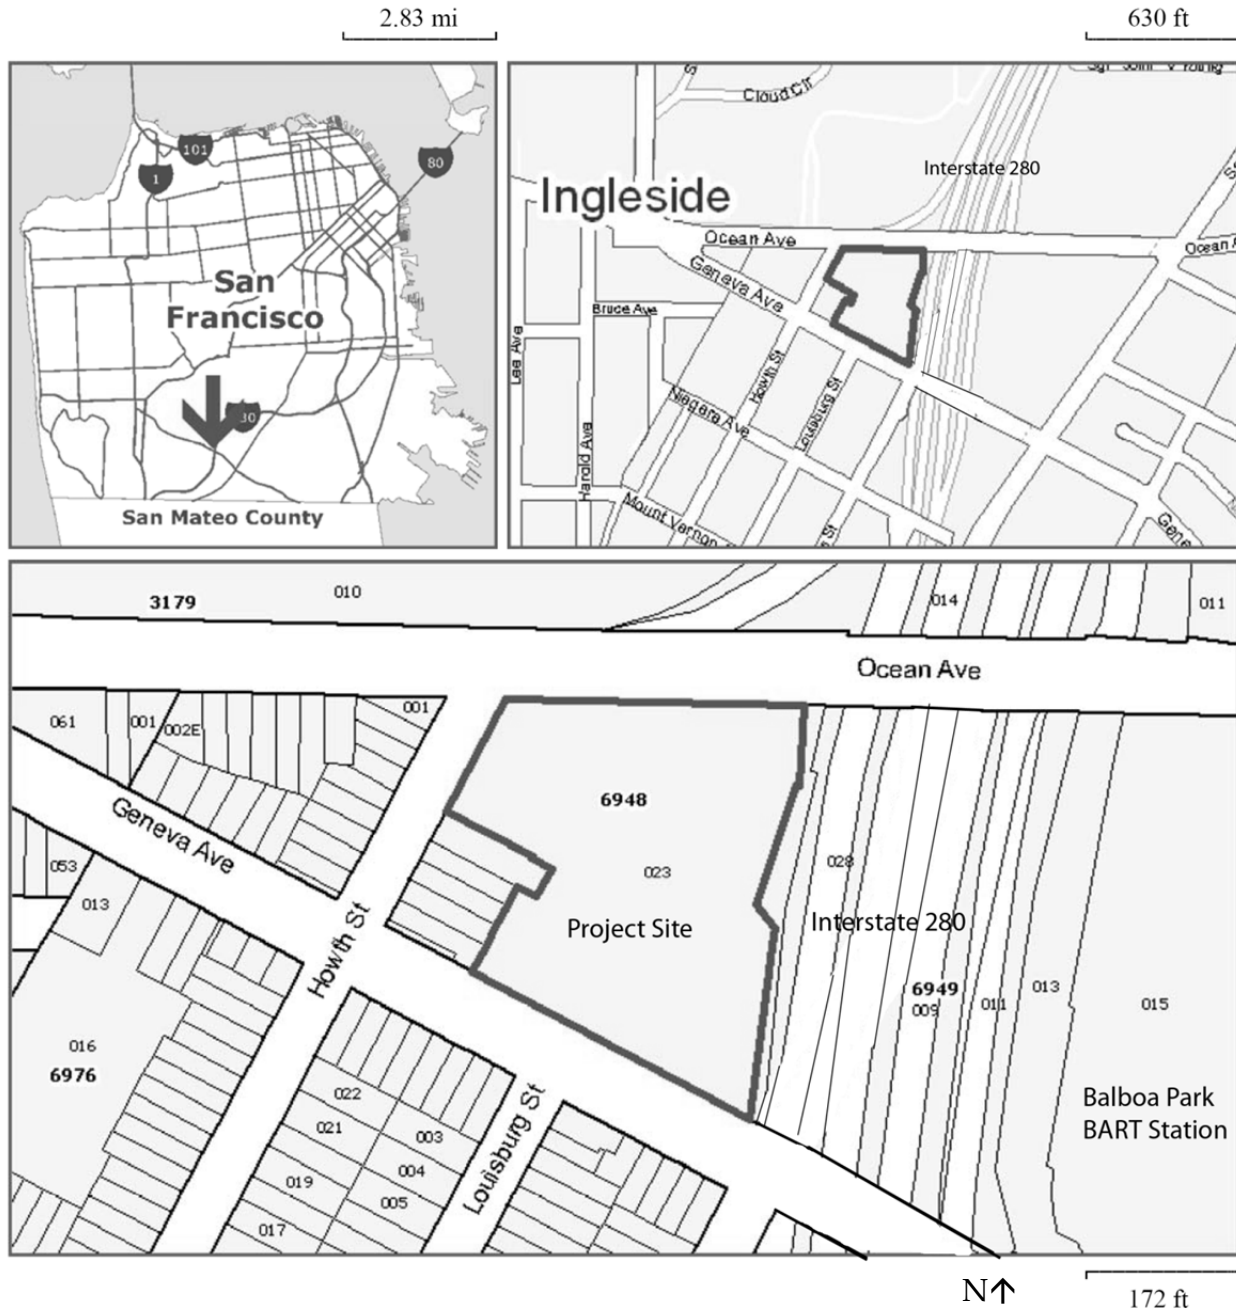 2.83 mi
630 ft
101
1
80
San
Francisco
San Mateo County
Cloud Cir
Interstate 280
Ingleside
Ocean Ave
Ocean
Geneva Ave
Bruce Ave
Lee Ave
Harold Ave
Howth St
Louisburg St
Niagara Ave
Mount Vernon
St
Gene
3179
010
014
011
Ocean Ave
061
001
002E
001
6948
023
Project Site
Geneva Ave
053
013
Howth St
028
Interstate 280
6949
009
011
013
015
016
6976
022
021
019
017
003
004
005
Louisburg St
Balboa Park
BART Station
N↑
172 ft